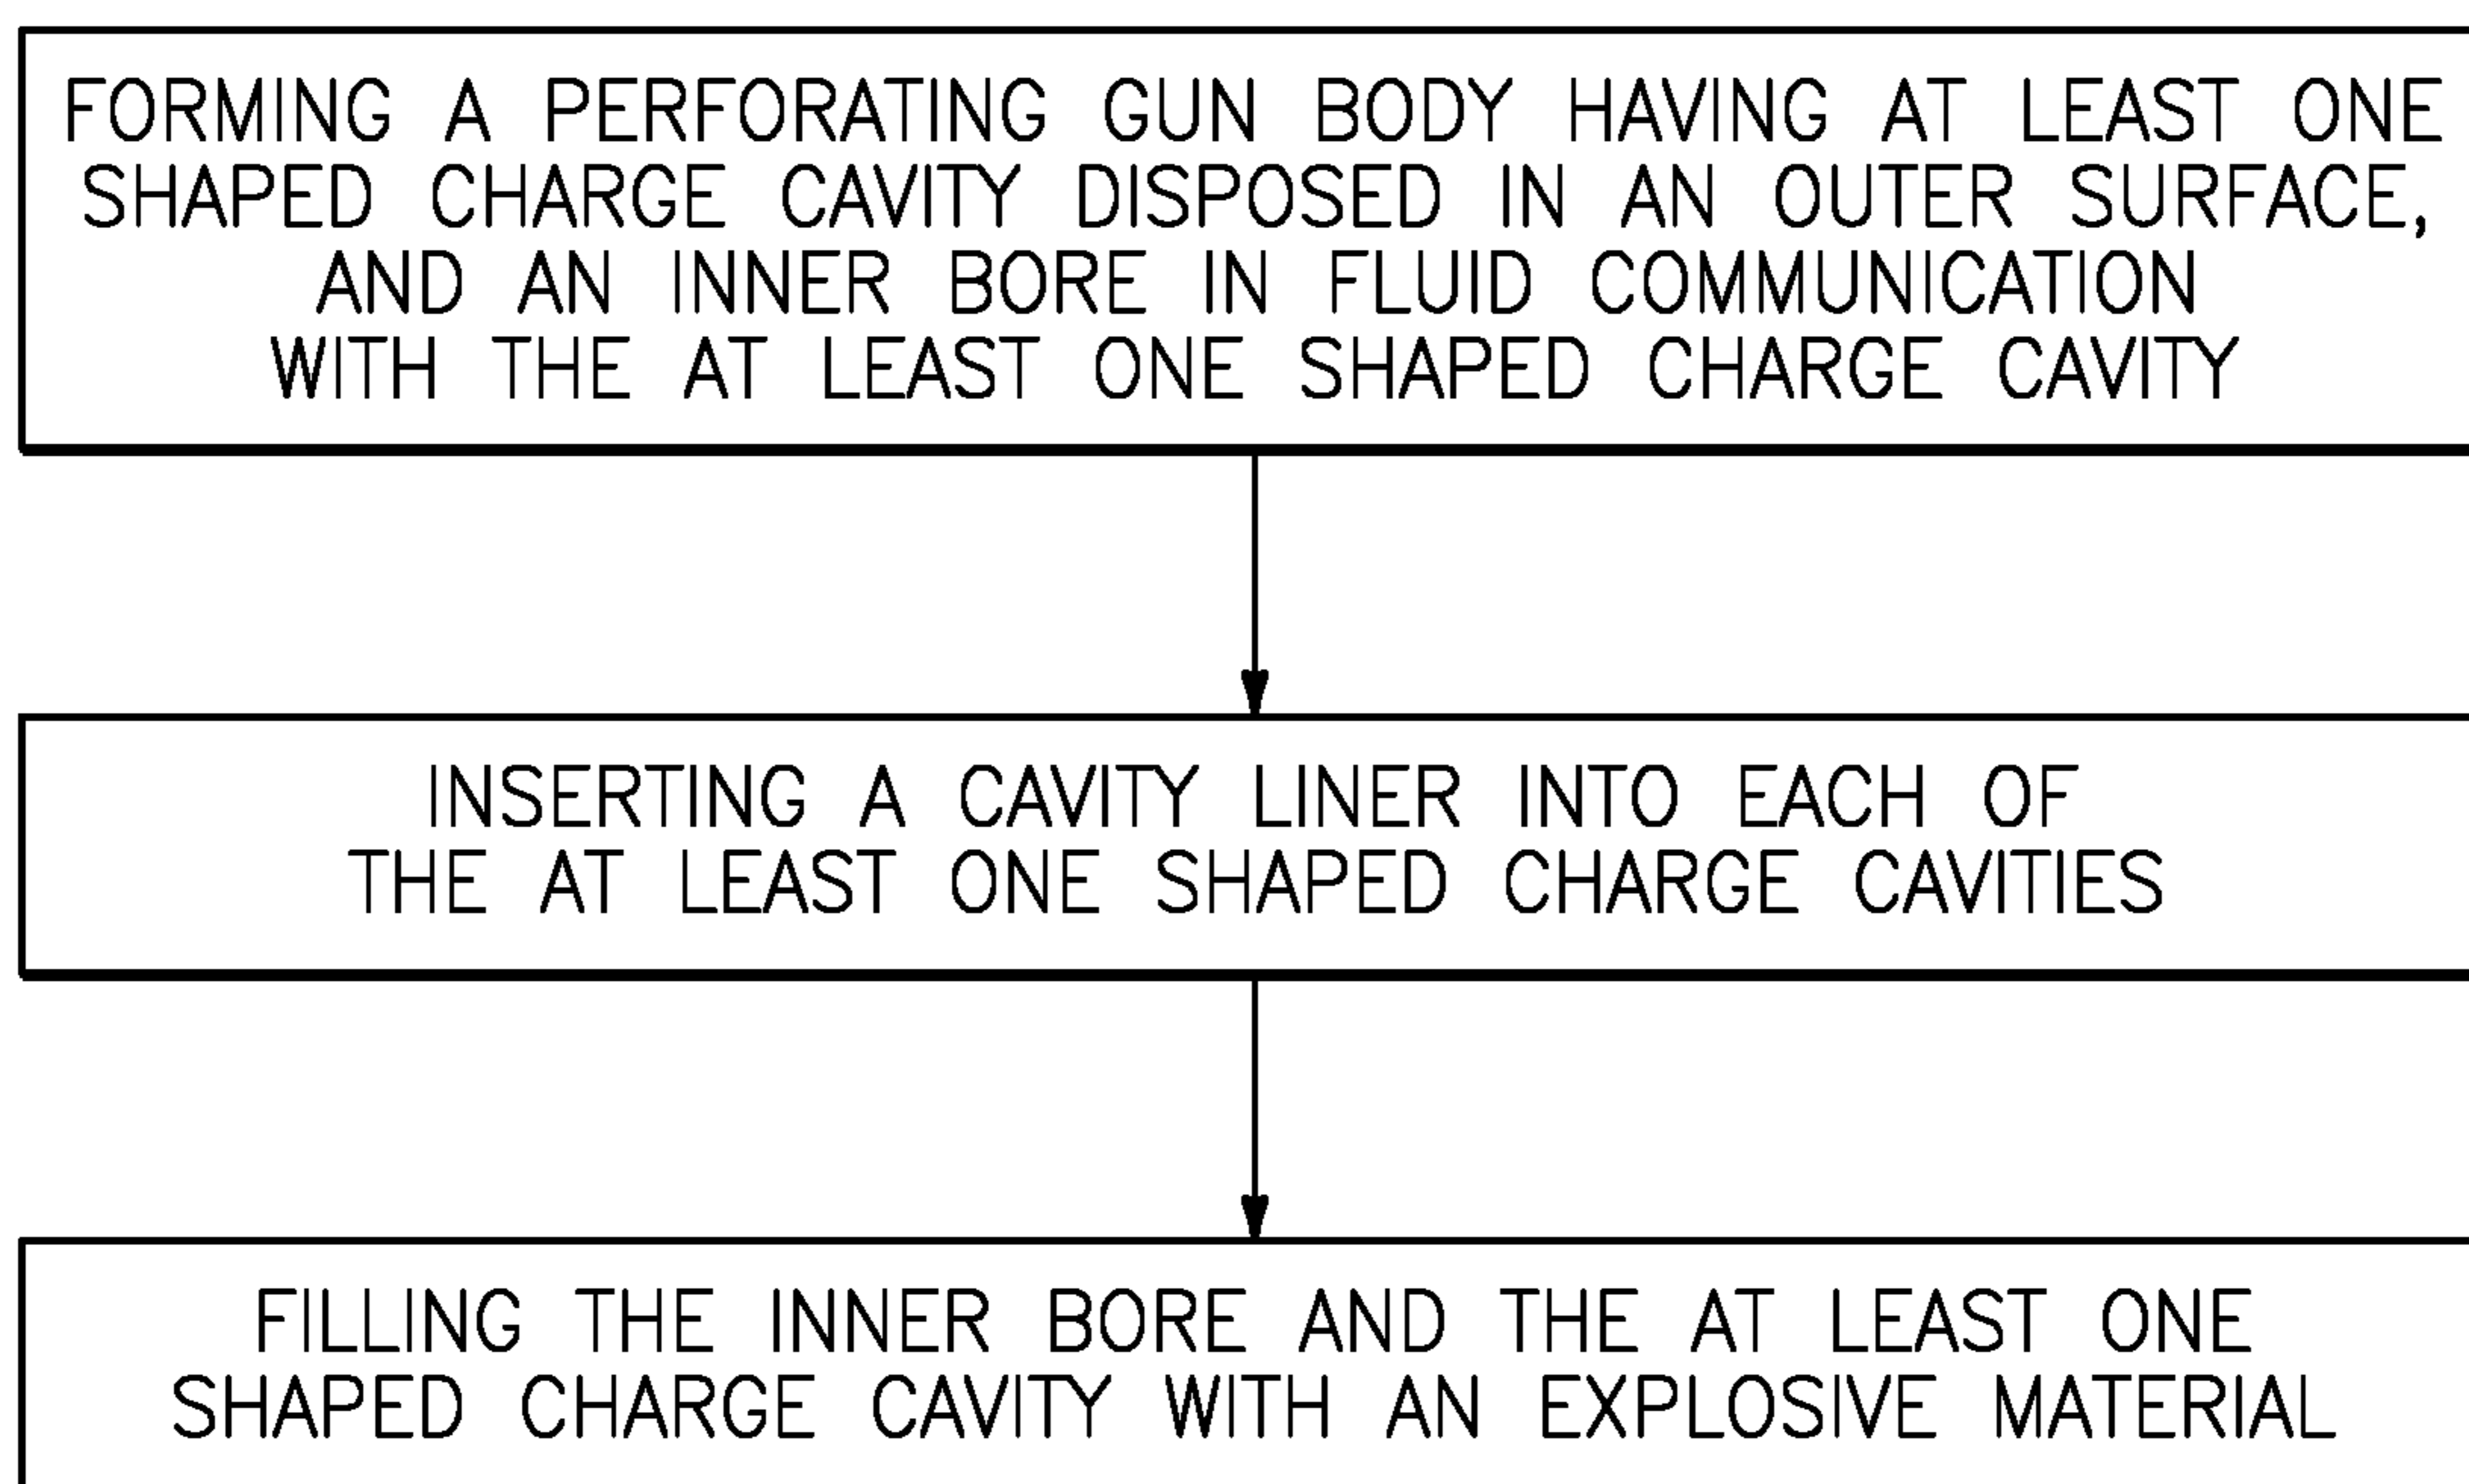 FORMING A PERFORATING GUN BODY HAVING AT LEAST ONE
SHAPED CHARGE CAVITY DISPOSED IN AN OUTER SURFACE,
AND AN INNER BORE IN FLUID COMMUNICATION
WITH THE AT LEAST ONE SHAPED CHARGE CAVITY
INSERTING A CAVITY LINER INTO EACH OF
THE AT LEAST ONE SHAPED CHARGE CAVITIES
FILLING THE INNER BORE AND THE AT LEAST ONE
SHAPED CHARGE CAVITY WITH AN EXPLOSIVE MATERIAL